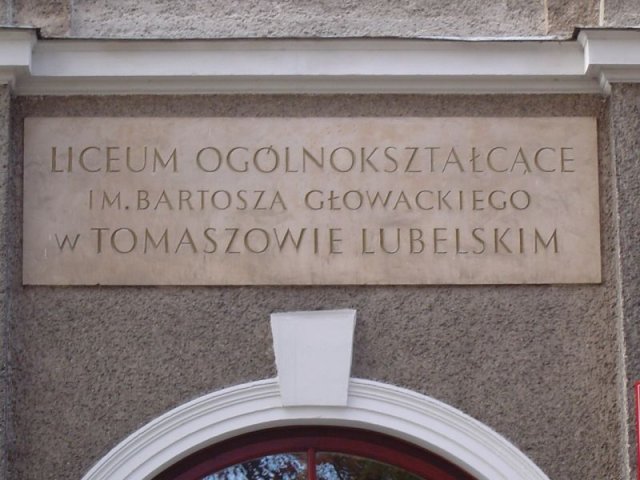 LICEUM OGÓLNOKSZTAŁCĄCE
IM. BARTOSZA GŁOWACKIEGO
W TOMASZOWIE LUBELSKIM